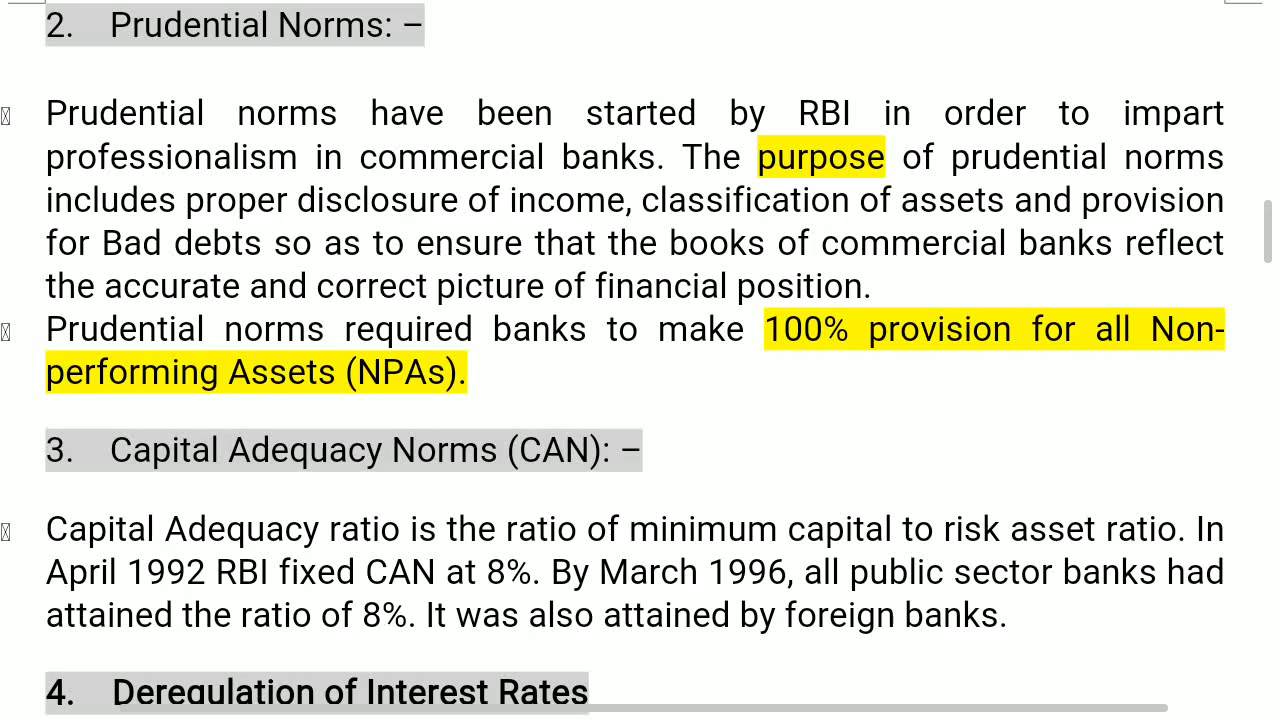 2. Prudential Norms: –
Prudential norms have been started by RBI in order to impart
professionalism in commercial banks. The purpose of prudential norms
includes proper disclosure of income, classification of assets and provision
for Bad debts so as to ensure that the books of commercial banks reflect
the accurate and correct picture of financial position.
Prudential norms required banks to make 100% provision for all Non-
performing Assets (NPAs).
3. Capital Adequacy Norms (CAN): –
Capital Adequacy ratio is the ratio of minimum capital to risk asset ratio. In
April 1992 RBI fixed CAN at 8%. By March 1996, all public sector banks had
attained the ratio of 8%. It was also attained by foreign banks.
4. Deregulation of Interest Rates